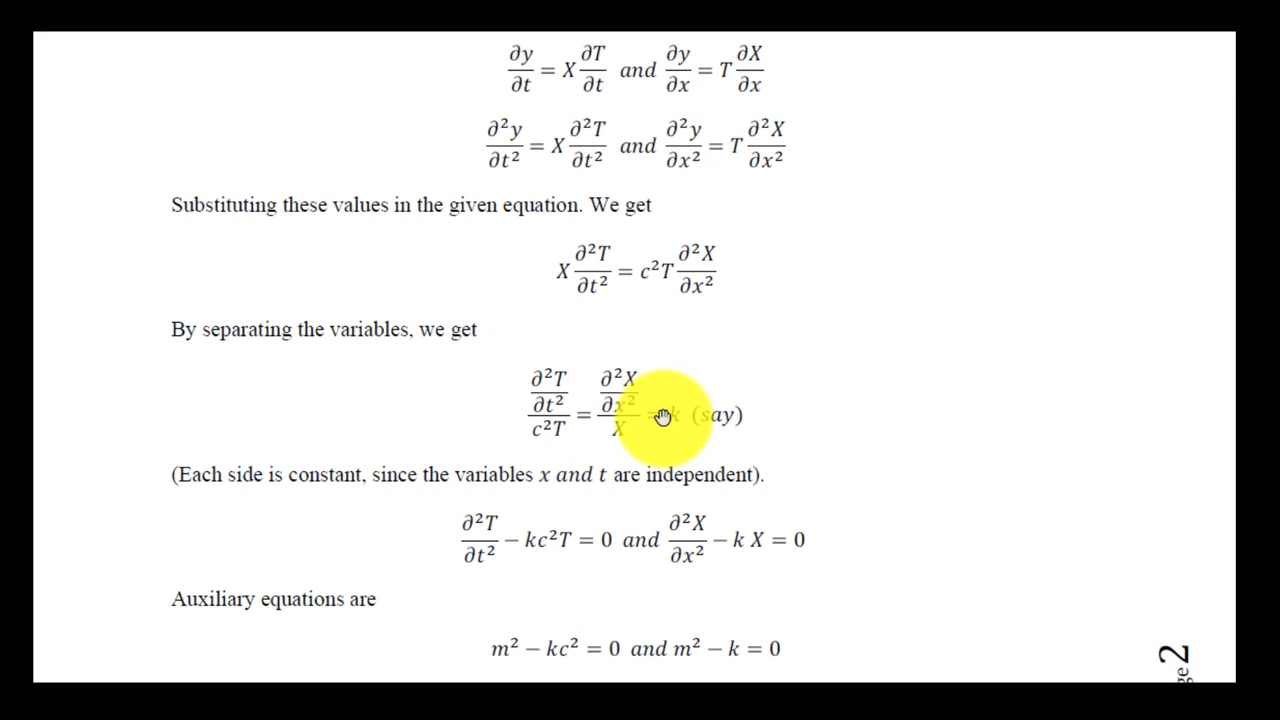 ∂y/∂t = X ∂T/∂t and ∂y/∂x = T ∂X/∂x
∂²y/∂t² = X ∂²T/∂t² and ∂²y/∂x² = T ∂²X/∂x²
Substituting these values in the given equation. We get
X ∂²T/∂t² = c²T ∂²X/∂x²
By separating the variables, we get
(∂²T/∂t²)/(c²T) = (∂²X/∂x²)/X = k (say)
(Each side is constant, since the variables x and t are independent).
∂²T/∂t² − kc²T = 0 and ∂²X/∂x² − k X = 0
Auxiliary equations are
m² − kc² = 0 and m² − k = 0
ge 2